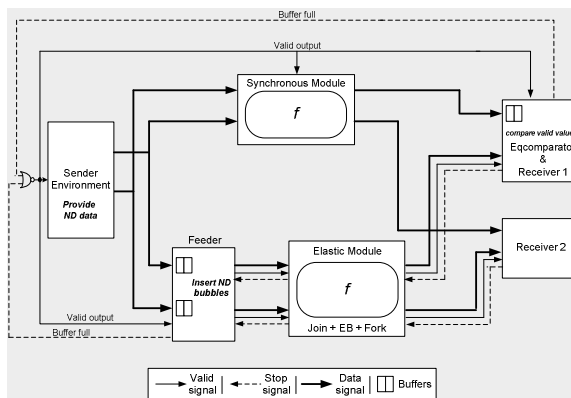 Buffer full
Valid output
Synchronous Module
f
compare valid value
Eqcomparato
&
Receiver 1
Sender
Environment
Provide
ND data
Feeder
Insert ND
bubbles
Elastic Module
f
Join + EB + Fork
Receiver 2
Valid output
Buffer full
Valid
signal
Stop
signal
Data
signal
Buffers